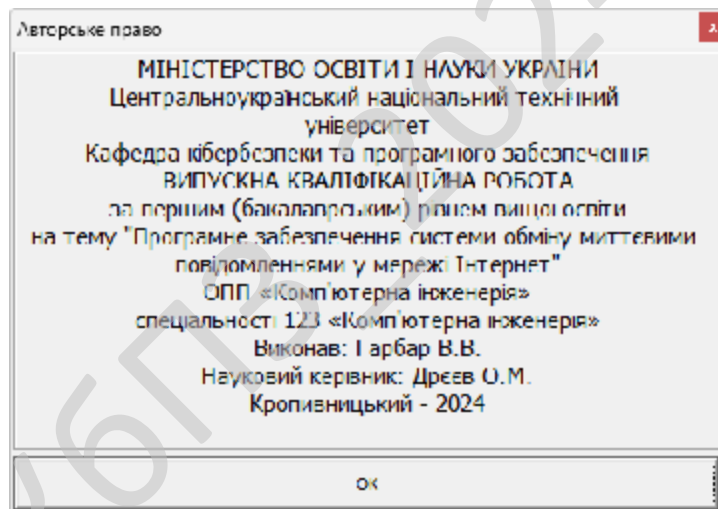 Авторське право
МІНІСТЕРСТВО ОСВІТИ І НАУКИ УКРАЇНИ
Центральноукраїнський національний технічний
університет
Кафедра кібербезпеки та програмного забезпечення
ВИПУСКНА КВАЛІФІКАЦІЙНА РОБОТА
за першим (бакалаврським) рівнем вищої освіти
на тему "Програмне забезпечення системи обміну миттєвими
повідомленнями у мережі Інтернет"
ОПП «Комп'ютерна інженерія»
спеціальності 123 «Комп'ютерна інженерія»
Виконав: Гарбар В.В.
Науковий керівник: Дрєєв О.М.
Кропивницький - 2024
ОК